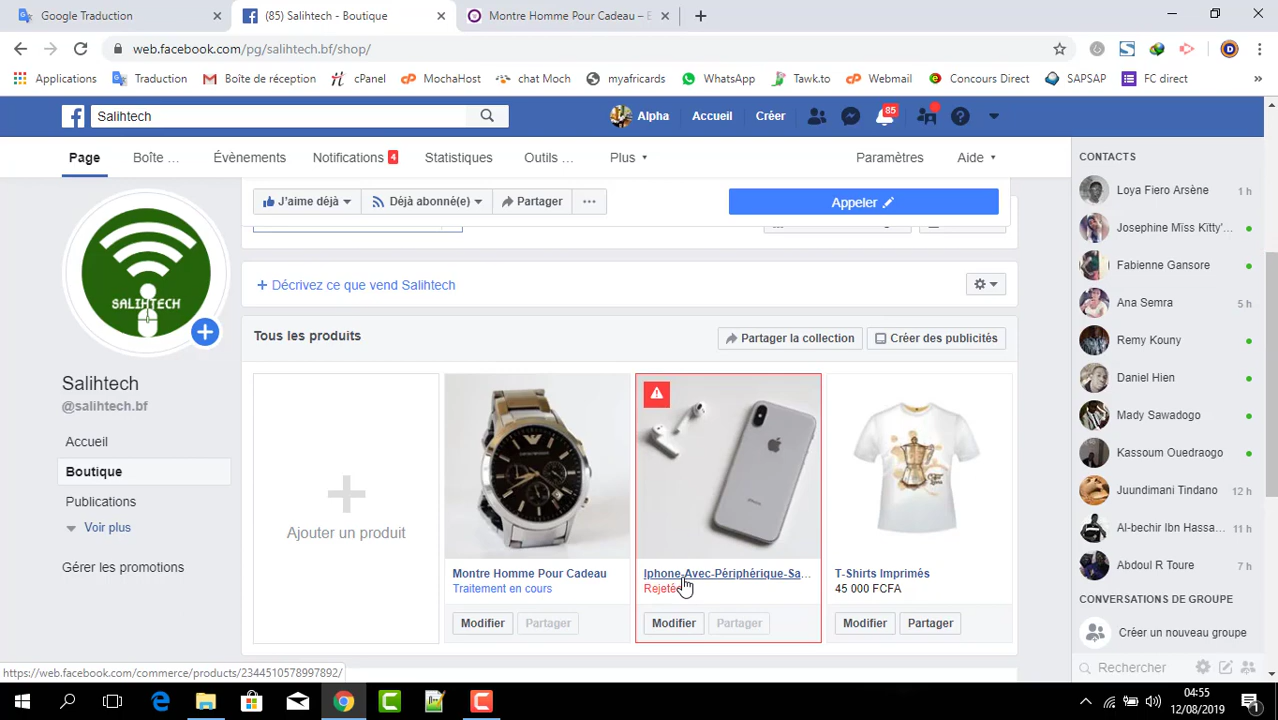 Google Traduction
(85) Salihtech - Boutique
Montre Homme Pour Cadeau – E
web.facebook.com/pg/salihtech.bf/shop/
Applications
Traduction
Boîte de réception
cPanel
MochaHost
chat Moch
myafricards
WhatsApp
Tawk.to
Webmail
Concours Direct
SAPSAP
FC direct
»
Salihtech
Alpha
Accueil
Créer
85
Page
Boîte ...
Évènements
Notifications 4
Statistiques
Outils ...
Plus
Paramètres
Aide
J'aime déjà
Déjà abonné(e)
Partager
Appeler
+ Décrivez ce que vend Salihtech
Tous les produits
Partager la collection
Créer des publicités
SALIHTECH
Salihtech
@salihtech.bf
Accueil
Boutique
Publications
Voir plus
Gérer les promotions
Ajouter un produit
Montre Homme Pour Cadeau
Traitement en cours
Modifier
Partager
Iphone-Avec-Périphérique-Sa...
Modifier
Partager
T-Shirts Imprimés
45 000 FCFA
Modifier
Partager
CONTACTS
Loya Fiero Arsène 1 h
Josephine Mïss Kïtty'...
Fabienne Gansore
Ana Semra 5 h
Remy Kouny
Daniel Hien
Mady Sawadogo
Kassoum Ouedraogo
Juundimani Tindano 12 h
Al-bechir Ibn Hassa... 11 h
Abdoul R Toure 7 h
CONVERSATIONS DE GROUPE
Créer un nouveau groupe
Rechercher
https://web.facebook.com/commerce/products/2344510578997892/
04:55
12/08/2019
1